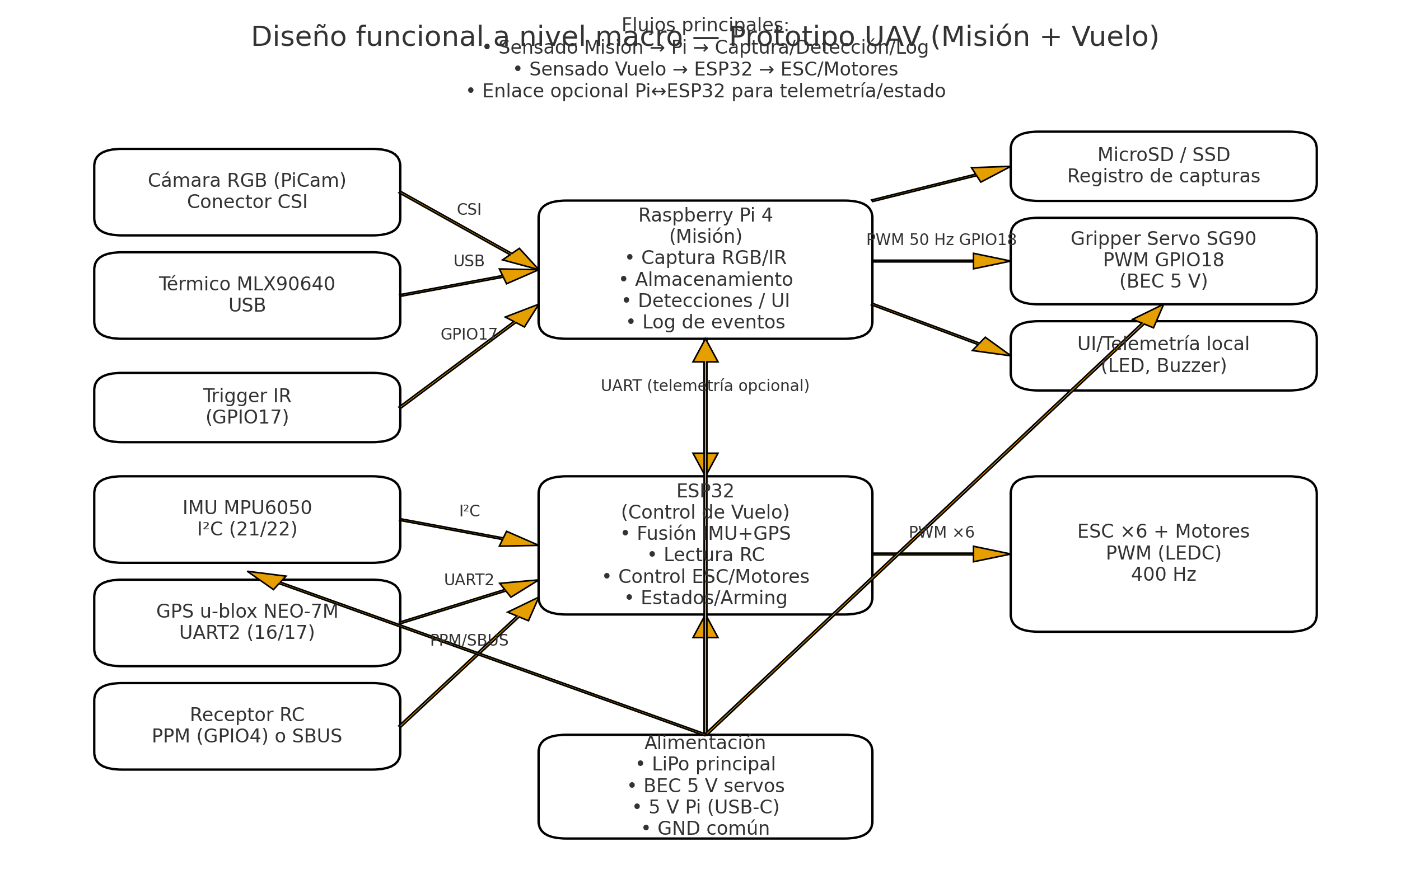 Diseño funcional a nivel macro — Prototipo UAV (Misión + Vuelo)
Flujos principales:
• Sensado Misión → Pi → Captura/Detección/Log
• Sensado Vuelo → ESP32 → ESC/Motores
• Enlace opcional Pi↔ESP32 para telemetría/estado
Cámara RGB (PiCam)
Conector CSI
Térmico MLX90640
USB
Trigger IR
(GPIO17)
IMU MPU6050
I²C (21/22)
GPS u-blox NEO-7M
UART2 (16/17)
Receptor RC
PPM (GPIO4) o SBUS
CSI
USB
GPIO17
I²C
UART2
PPM/SBUS
Raspberry Pi 4
(Misión)
• Captura RGB/IR
• Almacenamiento
• Detecciones / UI
• Log de eventos
UART (telemetría opcional)
ESP32
(Control de Vuelo)
• Fusión IMU+GPS
• Lectura RC
• Control ESC/Motores
• Estados/Arming
Alimentación
• LiPo principal
• BEC 5 V servos
• 5 V Pi (USB-C)
• GND común
PWM 50 Hz GPIO18
PWM ×6
MicroSD / SSD
Registro de capturas
Gripper Servo SG90
PWM GPIO18
(BEC 5 V)
UI/Telemetría local
(LED, Buzzer)
ESC ×6 + Motores
PWM (LEDC)
400 Hz